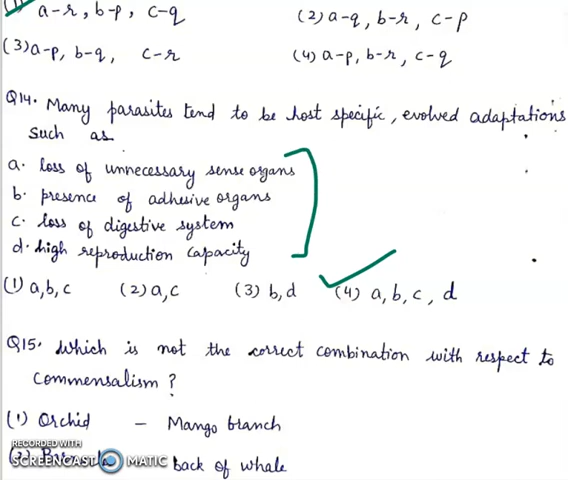 a-r, b-p, c-q (2) a-q, b-r, c-p
(3) a-p, b-q, c-r (4) a-p, b-r, c-q
Q14. Many parasites tend to be host specific, evolved adaptations
such as
a. loss of unnecessary sense organs
b. presence of adhesive organs
c. loss of digestive system
d. high reproduction capacity
(1) a,b,c (2) a,c (3) b,d (4) a,b,c,d
Q15. Which is not the correct combination with respect to
commensalism?
(1) Orchid - Mango branch
RECORDED WITH
SCREENCAST MATIC
back of whale